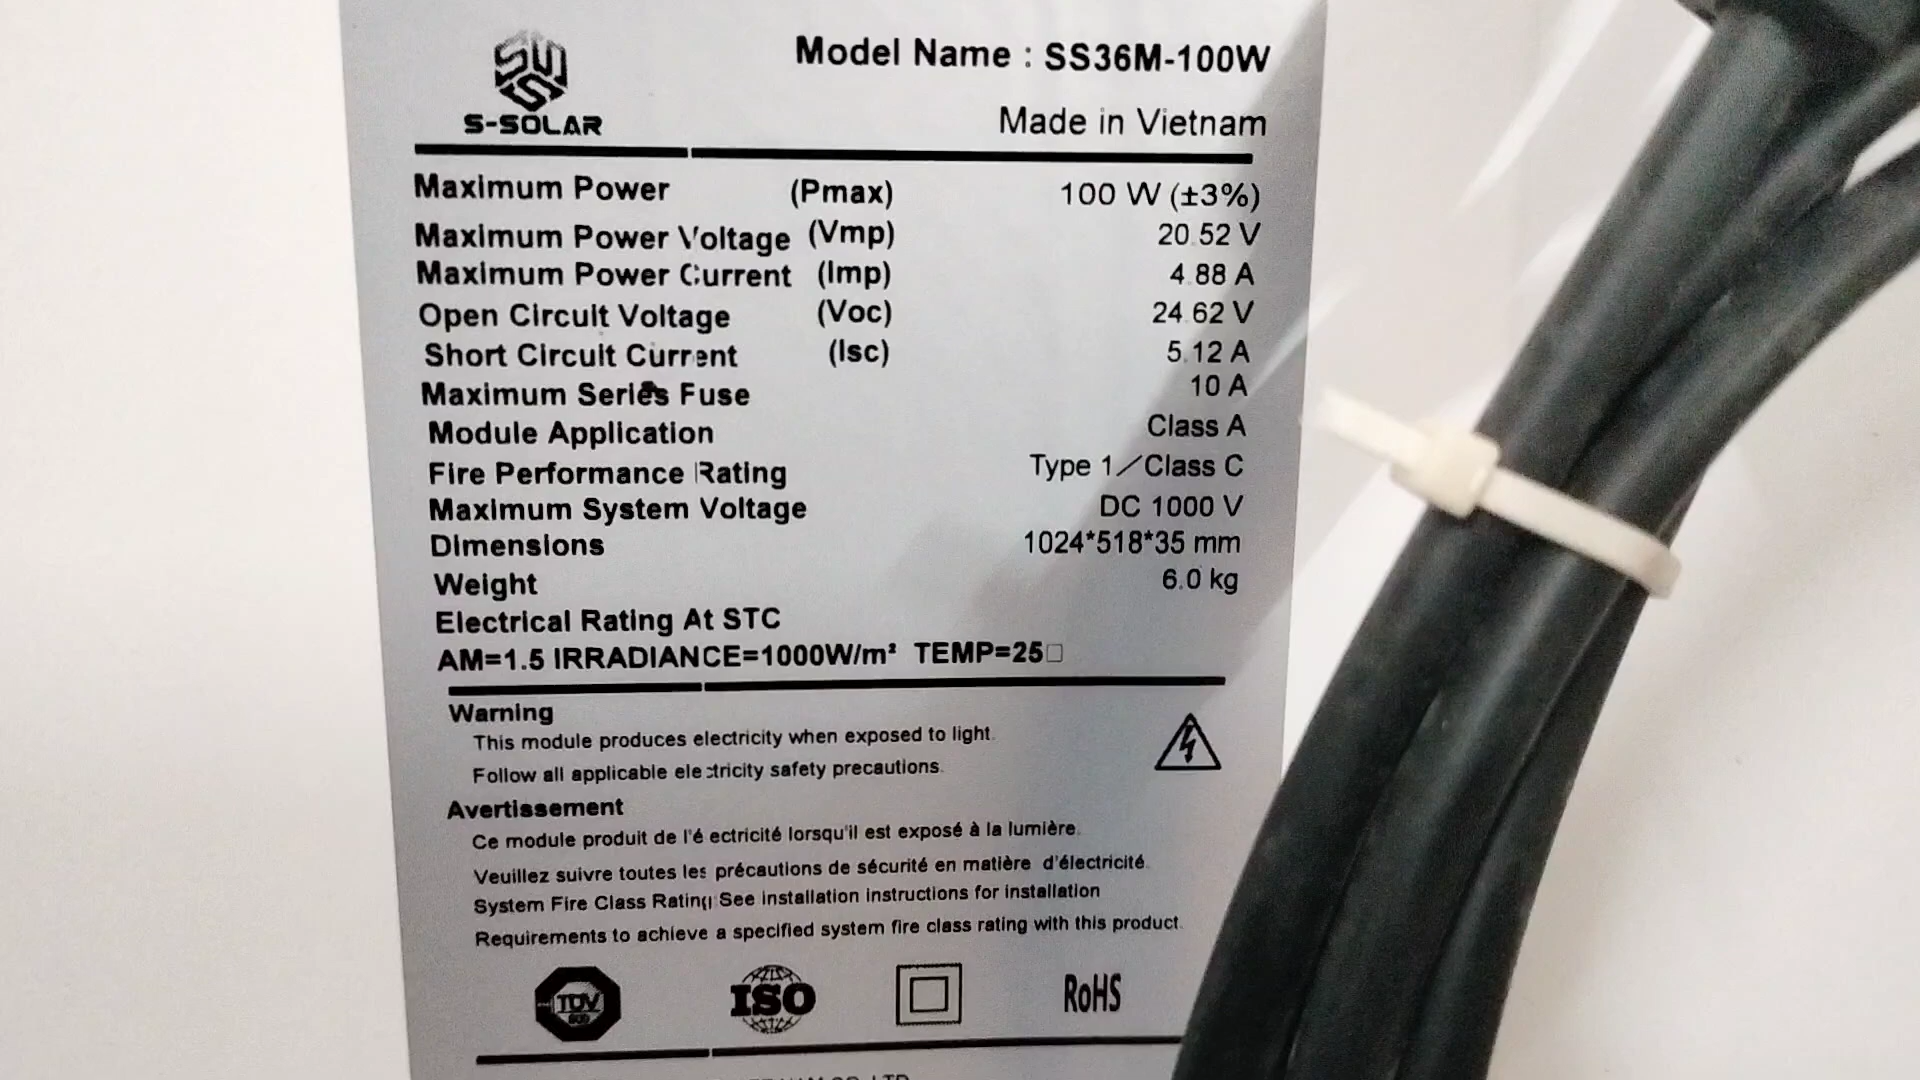 S-SOLAR
Model Name : SS36M-100W
Made in Vietnam
Maximum Power (Pmax) 100 W (±3%)
Maximum Power Voltage (Vmp) 20.52 V
Maximum Power Current (Imp) 4.88 A
Open Circuit Voltage (Voc) 24.62 V
Short Circuit Current (Isc) 5.12 A
Maximum Series Fuse 10 A
Module Application Class A
Fire Performance Rating Type 1/Class C
Maximum System Voltage DC 1000 V
Dimensions 1024*518*35 mm
Weight 6.0 kg
Electrical Rating At STC
AM=1.5 IRRADIANCE=1000W/m² TEMP=25□
Warning
This module produces electricity when exposed to light.
Follow all applicable electricity safety precautions.
Avertissement
Ce module produit de l'électricité lorsqu'il est exposé à la lumière.
Veuillez suivre toutes les précautions de sécurité en matière d'électricité.
System Fire Class Rating See installation instructions for installation
Requirements to achieve a specified system fire class rating with this product.
TUV ISO RoHS